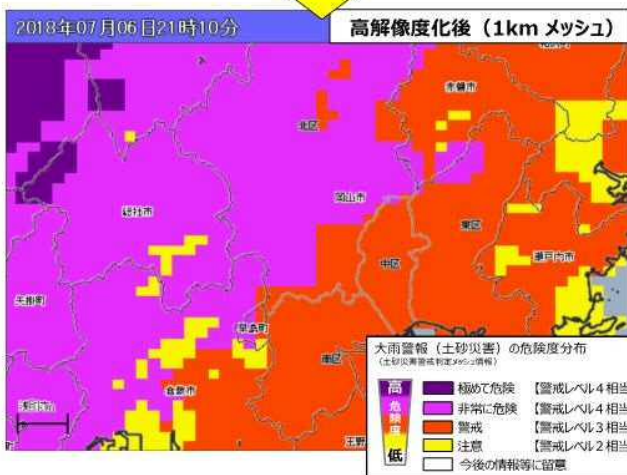 2018年07月06日21時10分
高解像度化後（1km メッシュ）
赤磐市
北区
岡山市
総社市
東区
瀬戸内市
中区
矢掛町
早島町
南区
倉敷市
浅口市
玉野
大雨警報（土砂災害）の危険度分布
（土砂災害警戒判定メッシュ情報）
高
危険度
低
極めて危険 【警戒レベル４相当
非常に危険 【警戒レベル４相当
警戒 【警戒レベル３相当
注意 【警戒レベル２相当
今後の情報等に留意